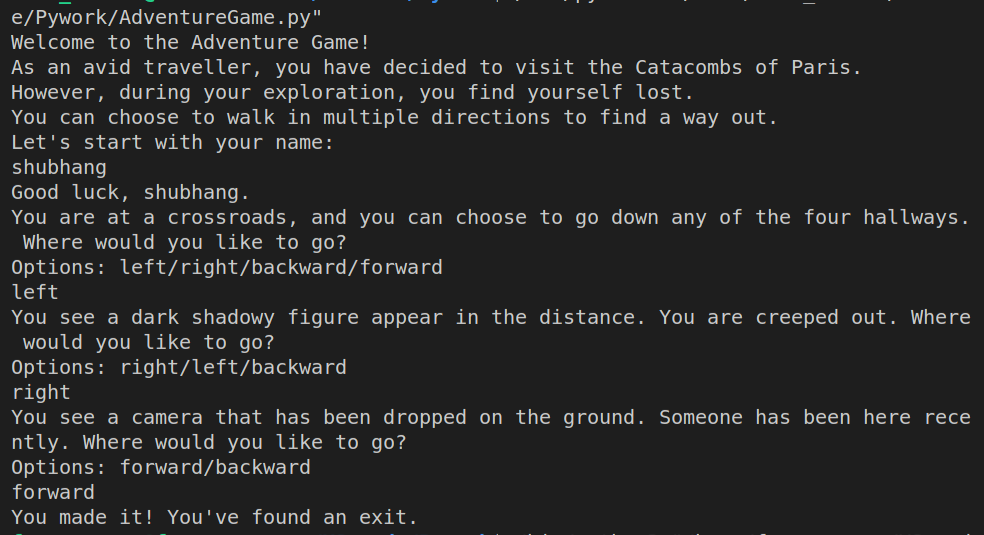 e/Pywork/AdventureGame.py"
Welcome to the Adventure Game!
As an avid traveller, you have decided to visit the Catacombs of Paris.
However, during your exploration, you find yourself lost.
You can choose to walk in multiple directions to find a way out.
Let's start with your name:
shubhang
Good luck, shubhang.
You are at a crossroads, and you can choose to go down any of the four hallways.
 Where would you like to go?
Options: left/right/backward/forward
left
You see a dark shadowy figure appear in the distance. You are creeped out. Where
 would you like to go?
Options: right/left/backward
right
You see a camera that has been dropped on the ground. Someone has been here rece
ntly. Where would you like to go?
Options: forward/backward
forward
You made it! You've found an exit.